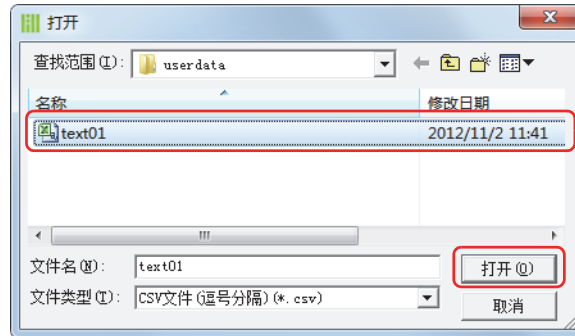 打开
查找范围(I): userdata
名称 修改日期
text01 2012/11/2 11:41
文件名(N): text01 打开(O)
文件类型(T): CSV文件(逗号分隔)(*.csv) 取消